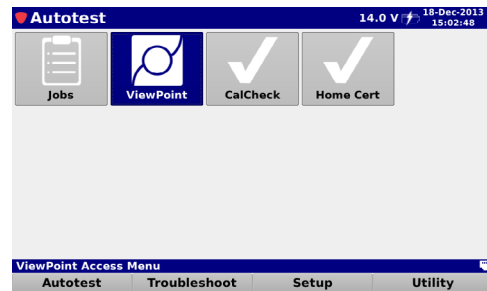 Autotest
14.0 V
18-Dec-2013
15:02:48
Jobs
ViewPoint
CalCheck
Home Cert
ViewPoint Access Menu
Autotest
Troubleshoot
Setup
Utility